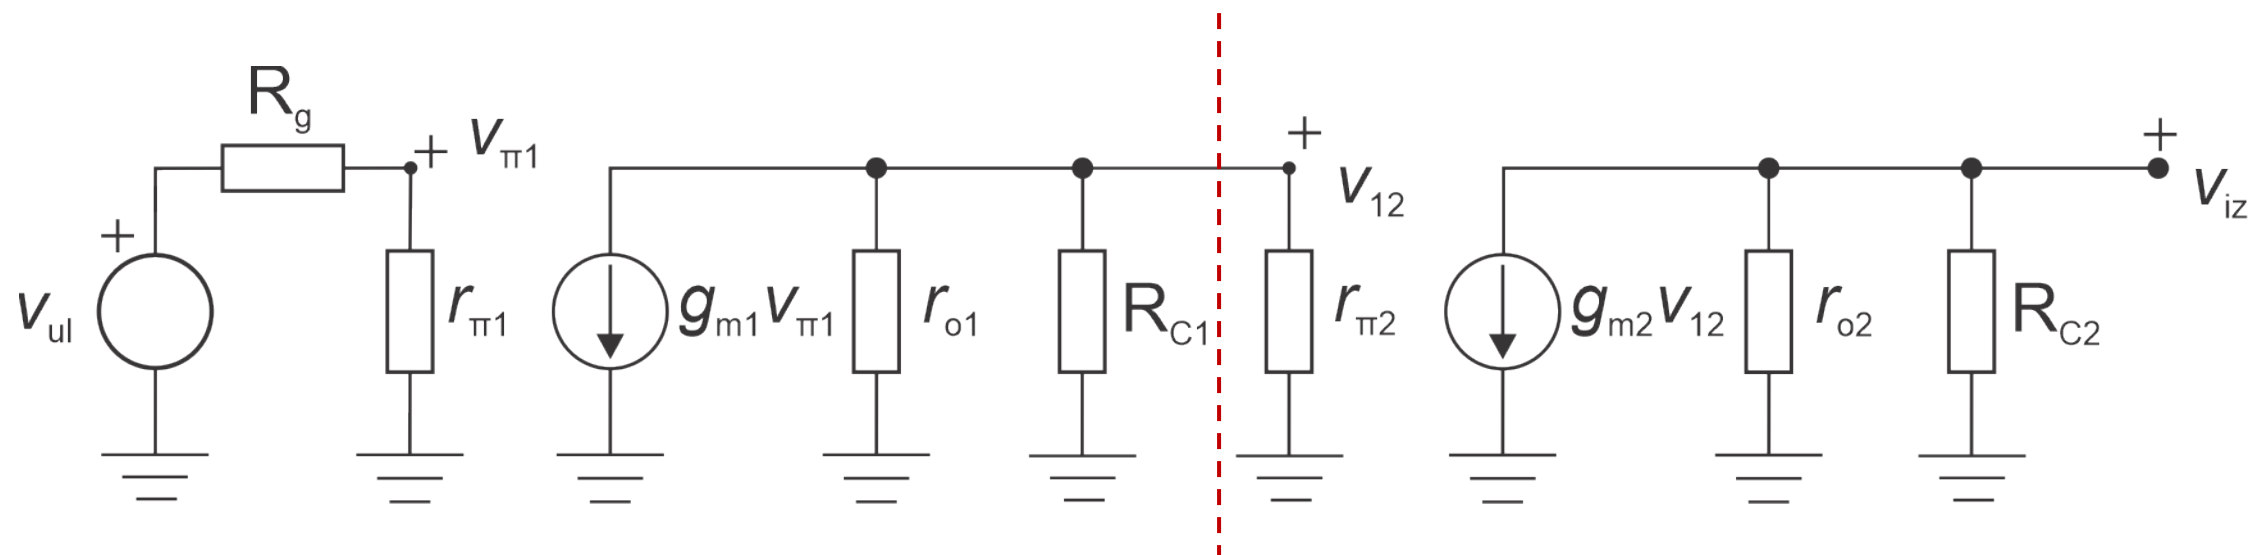 R_g
+ v_π1
+
v_ul
r_π1
g_m1 v_π1
r_o1
R_C1
+
v_12
r_π2
g_m2 v_12
r_o2
R_C2
+
v_iz